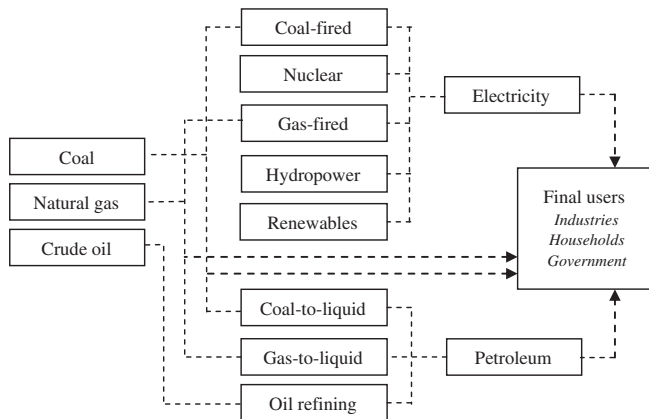 Coal-fired
Nuclear
Electricity
Gas-fired
Coal
Hydropower
Natural gas
Final users
Industries
Households
Government
Renewables
Crude oil
Coal-to-liquid
Gas-to-liquid
Petroleum
Oil refining